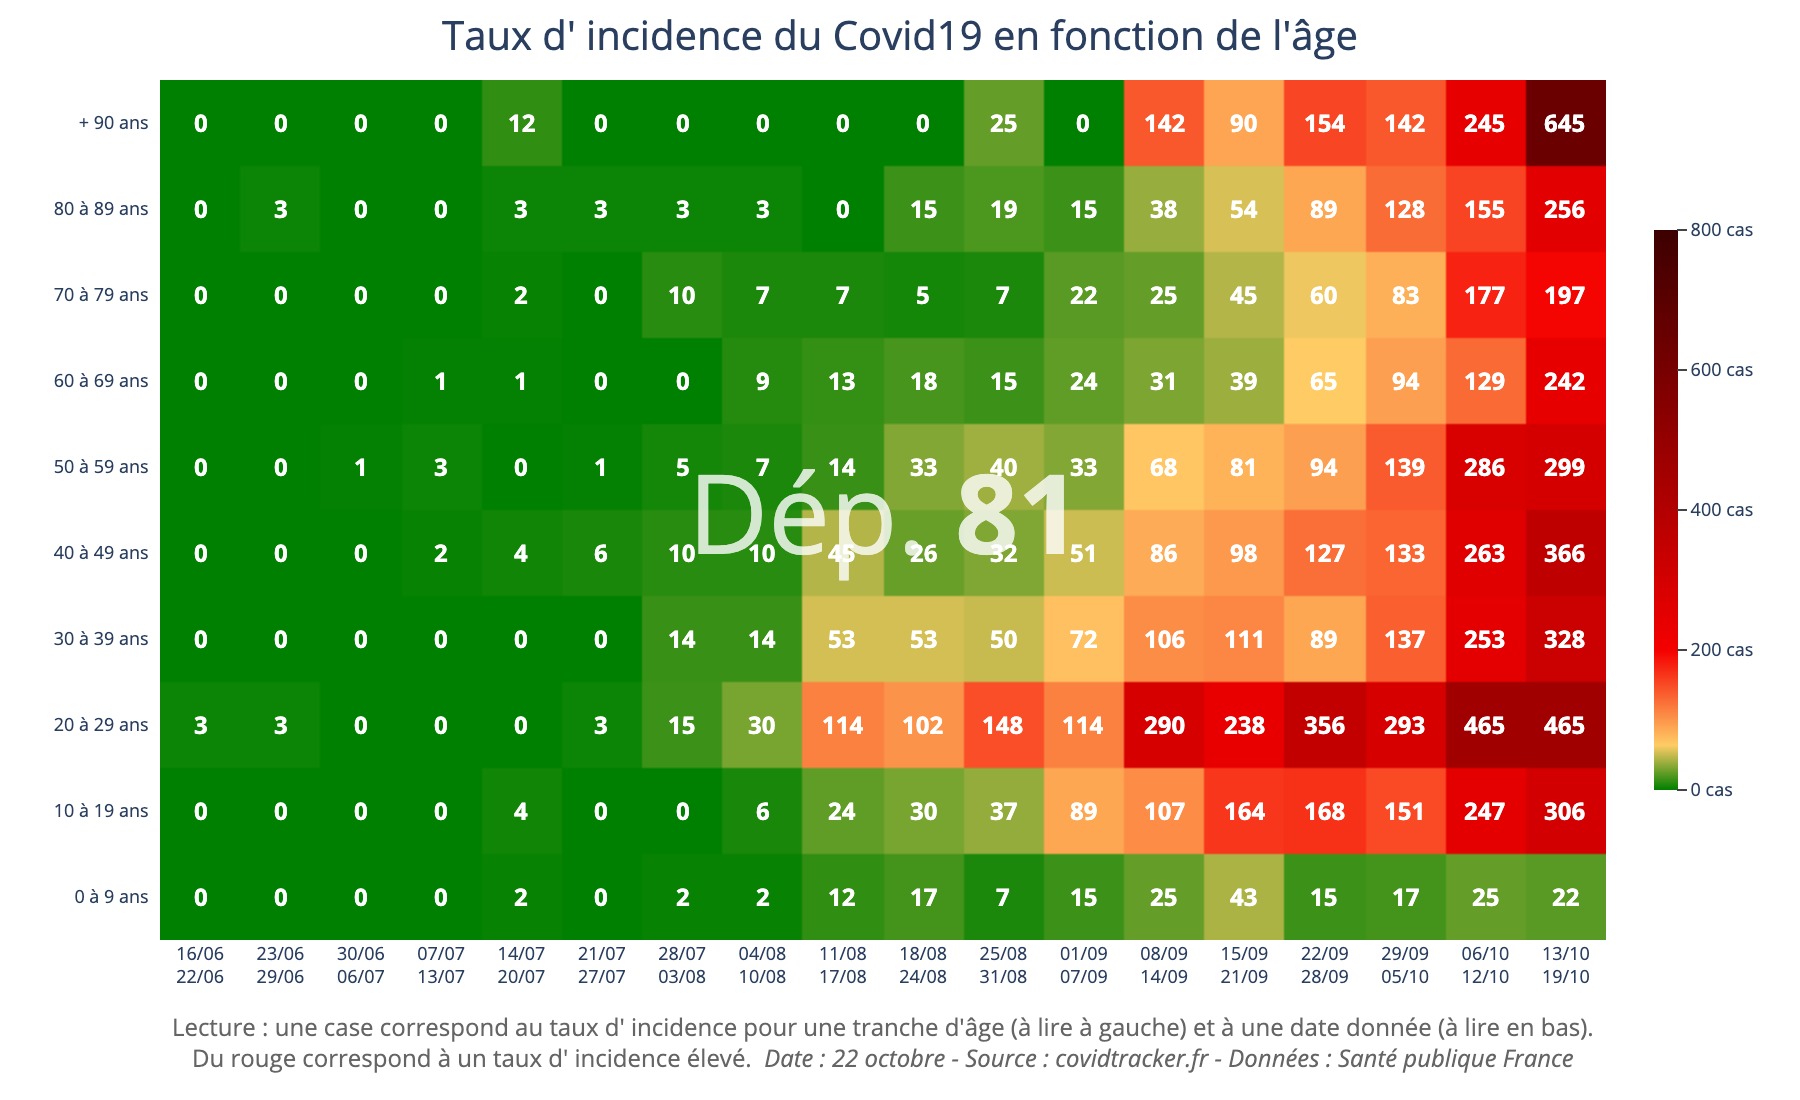 Taux d' incidence du Covid19 en fonction de l'âge
+ 90 ans 0 0 0 0 12 0 0 0 0 0 25 0 142 90 154 142 245 645
80 à 89 ans 0 3 0 0 3 3 3 3 0 15 19 15 38 54 89 128 155 256
70 à 79 ans 0 0 0 0 2 0 10 7 7 5 7 22 25 45 60 83 177 197
60 à 69 ans 0 0 0 1 1 0 0 9 13 18 15 24 31 39 65 94 129 242
50 à 59 ans 0 0 1 3 0 1 5 7 14 33 40 33 68 81 94 139 286 299
Dép. 81
40 à 49 ans 0 0 0 2 4 6 10 10 45 26 32 51 86 98 127 133 263 366
30 à 39 ans 0 0 0 0 0 0 14 14 53 53 50 72 106 111 89 137 253 328
20 à 29 ans 3 3 0 0 0 3 15 30 114 102 148 114 290 238 356 293 465 465
10 à 19 ans 0 0 0 0 4 0 0 6 24 30 37 89 107 164 168 151 247 306
0 à 9 ans 0 0 0 0 2 0 2 2 12 17 7 15 25 43 15 17 25 22
16/06 23/06 30/06 07/07 14/07 21/07 28/07 04/08 11/08 18/08 25/08 01/09 08/09 15/09 22/09 29/09 06/10 13/10
22/06 29/06 06/07 13/07 20/07 27/07 03/08 10/08 17/08 24/08 31/08 07/09 14/09 21/09 28/09 05/10 12/10 19/10
800 cas
600 cas
400 cas
200 cas
0 cas
Lecture : une case correspond au taux d' incidence pour une tranche d'âge (à lire à gauche) et à une date donnée (à lire en bas).
Du rouge correspond à un taux d' incidence élevé. Date : 22 octobre - Source : covidtracker.fr - Données : Santé publique France